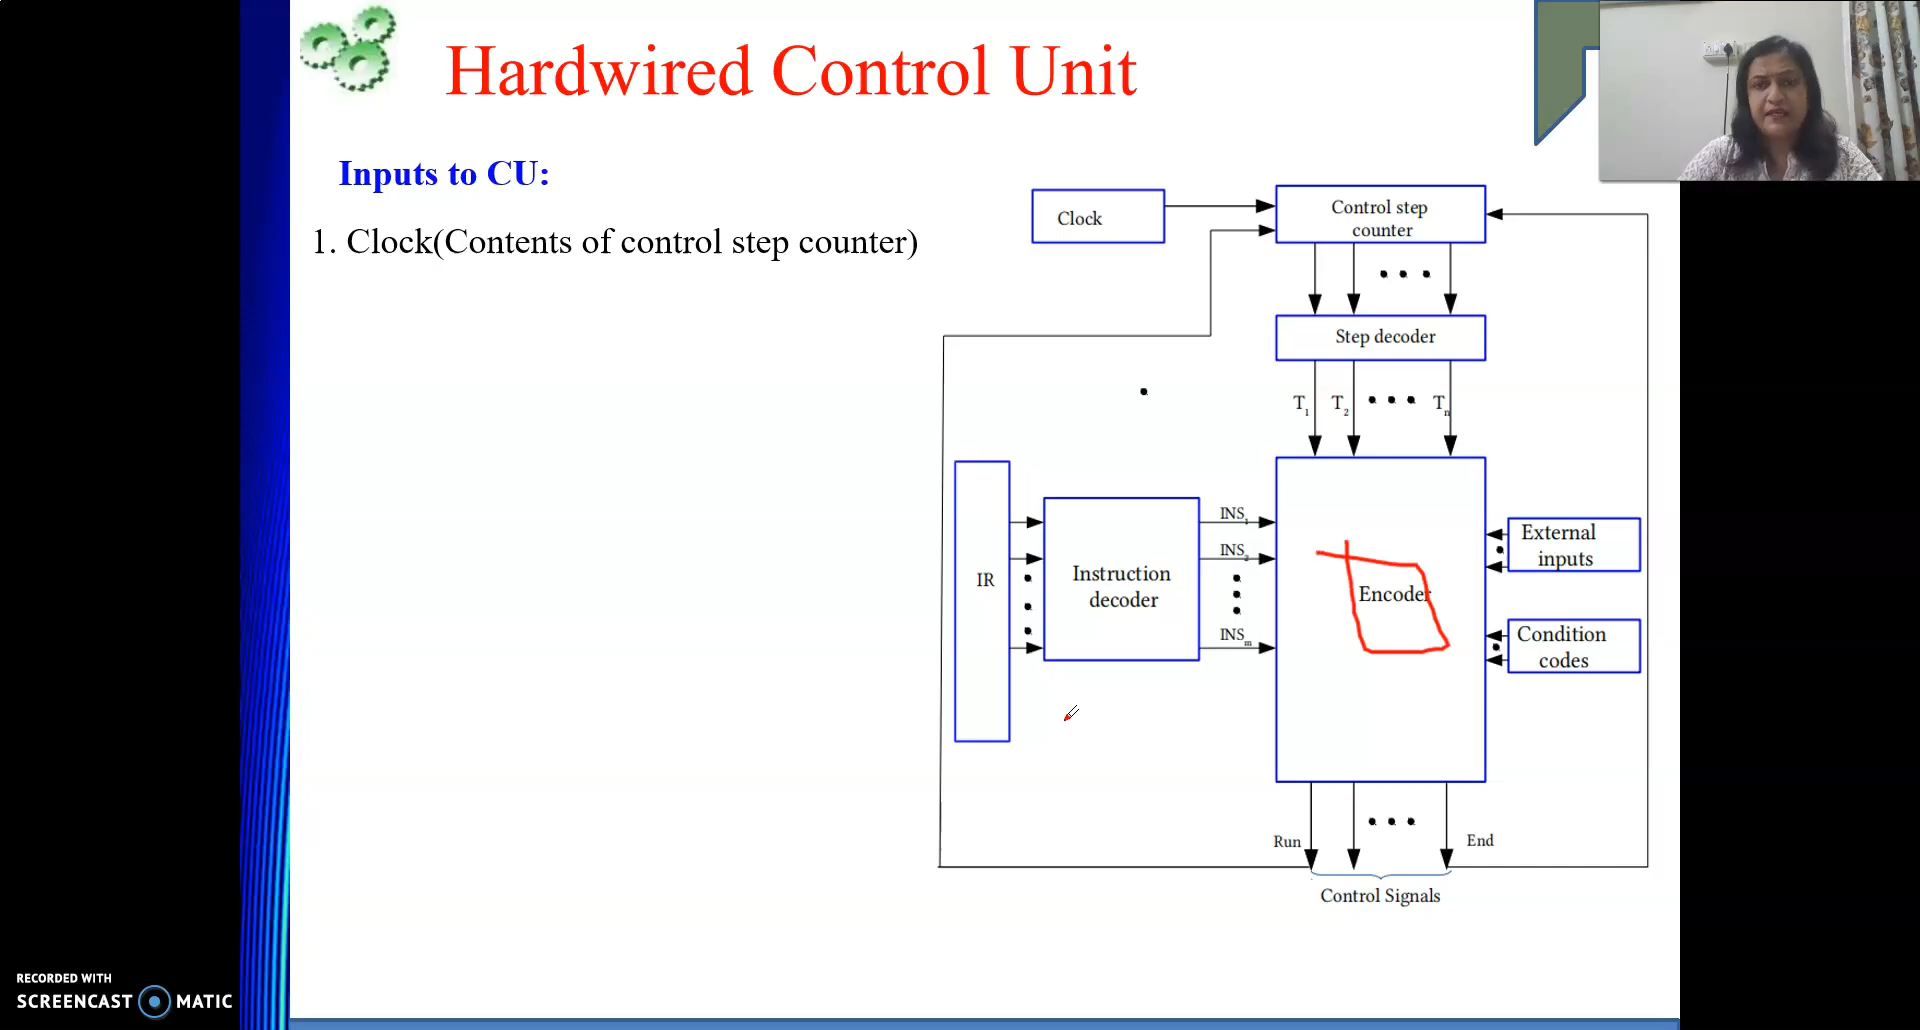 Hardwired Control Unit
Inputs to CU:
1. Clock(Contents of control step counter)
Clock
Control step
counter
Step decoder
T1 T2 Tn
IR
Instruction
decoder
INS1
INS2
INSm
Encoder
External
inputs
Condition
codes
Run
End
Control Signals
RECORDED WITH
SCREENCAST MATIC